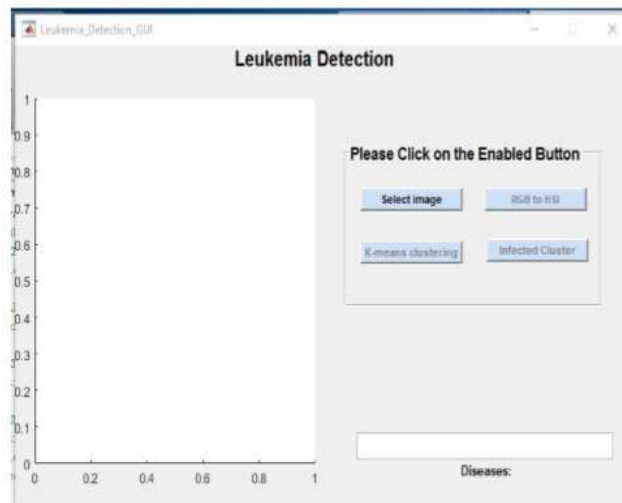 Leukemia_Detection_GUI
Leukemia Detection
1
0.9
0.8
0.7
0.6
0.5
0.4
0.3
0.2
0.1
0
0 0.2 0.4 0.6 0.8 1
Please Click on the Enabled Button
Select image RGB to HSI
K-means clustering Infected Cluster
Diseases: